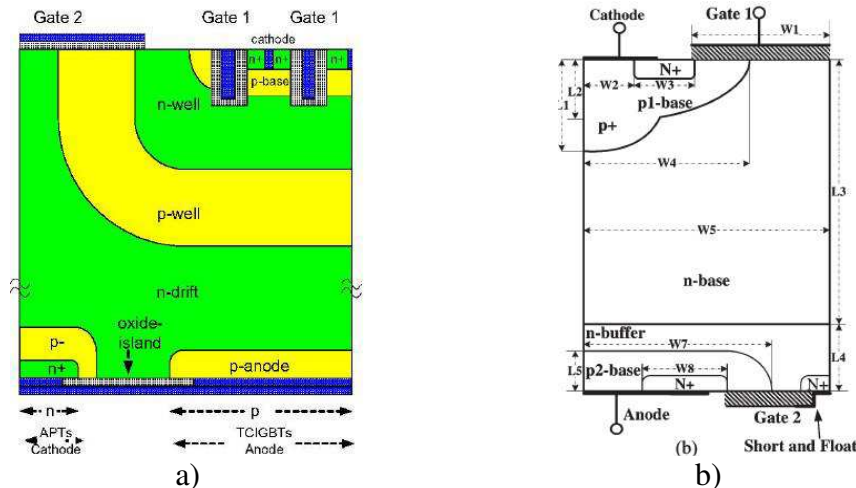 Gate 2
Gate 1
Gate 1
cathode
n+
n+
n+
p-base
n-well
p-well
n-drift
oxide-
island
p-
n+
p-anode
n
p
APTs
Cathode
TCIGBTs
Anode
a)
Cathode
Gate 1
W1
N+
W2
W3
L2
L1
p1-base
p+
W4
L3
W5
n-base
n-buffer
W7
L4
L5
p2-base
W8
N+
N+
Anode
Gate 2
(b)
Short and Float
b)